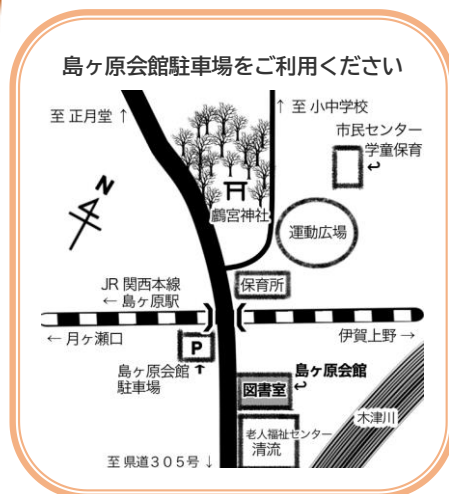 島ヶ原会館駐車場をご利用ください
至 正月堂 ↑
↑ 至 小中学校
市民センター
学童保育
N
鶴宮神社
運動広場
JR 関西本線
← 島ヶ原駅
保育所
← 月ヶ瀬口
伊賀上野 →
P
島ヶ原会館
駐車場
島ヶ原会館
図書室
木津川
老人福祉センター
清流
至 県道305号 ↓